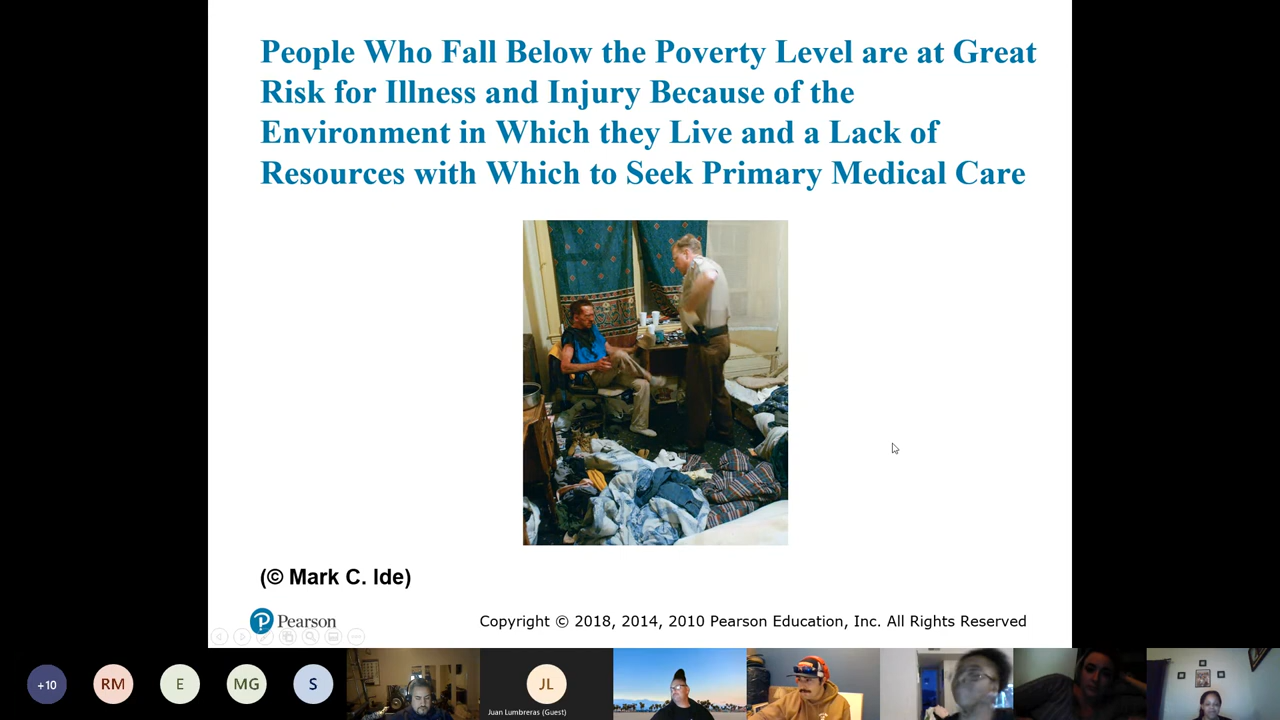 People Who Fall Below the Poverty Level are at Great
Risk for Illness and Injury Because of the
Environment in Which they Live and a Lack of
Resources with Which to Seek Primary Medical Care
(© Mark C. Ide)
Pearson
Copyright © 2018, 2014, 2010 Pearson Education, Inc. All Rights Reserved
+10
RM
E
MG
S
JL
Juan Lumbreras (Guest)